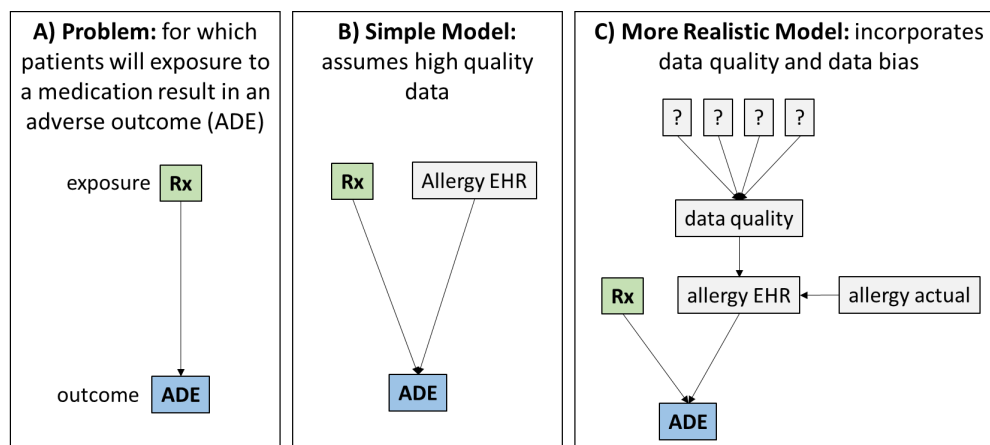 A) Problem: for which
patients will exposure to
a medication result in an
adverse outcome (ADE)
exposure
Rx
outcome
ADE
B) Simple Model:
assumes high quality
data
Rx
Allergy EHR
ADE
C) More Realistic Model: incorporates
data quality and data bias
? ? ? ?
data quality
Rx
allergy EHR
allergy actual
ADE